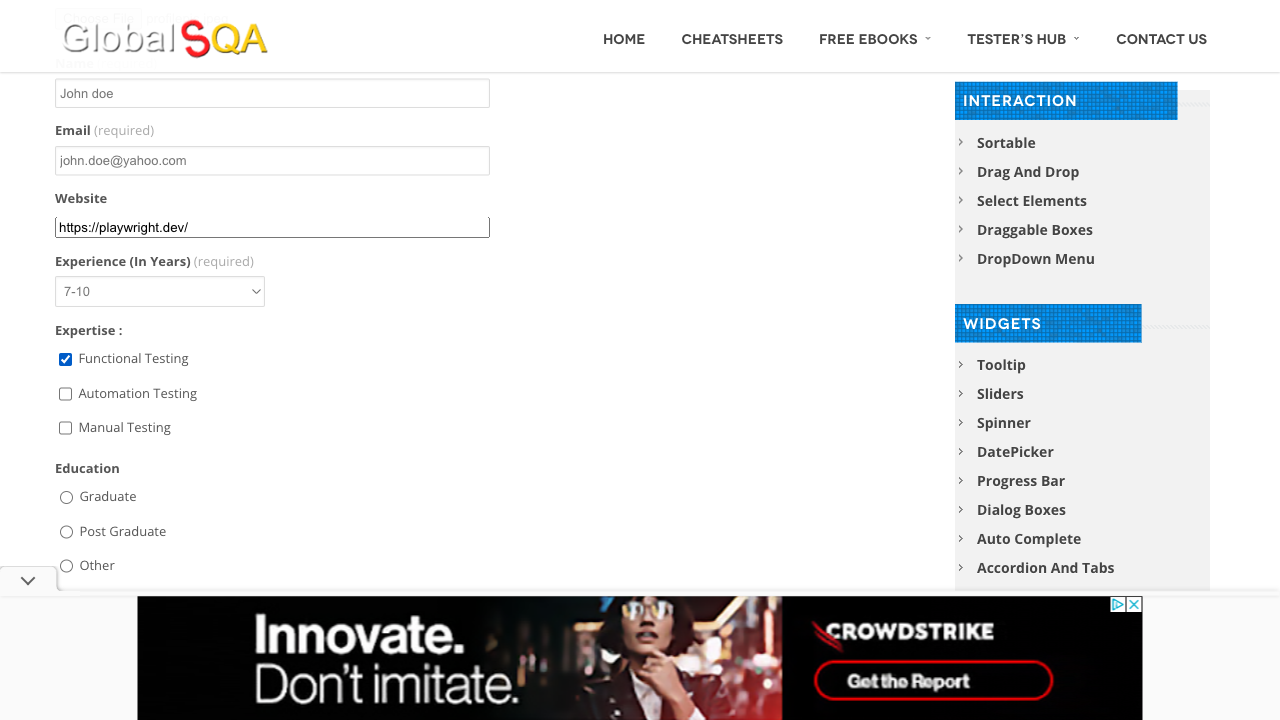 GlobalSQA
HOME
CHEATSHEETS
FREE EBOOKS
TESTER'S HUB
CONTACT US
John doe
Email (required)
john.doe@yahoo.com
Website
https://playwright.dev/
Experience (In Years) (required)
7-10
Expertise :
Functional Testing
Automation Testing
Manual Testing
Education
Graduate
Post Graduate
Other
INTERACTION
Sortable
Drag And Drop
Select Elements
Draggable Boxes
DropDown Menu
WIDGETS
Tooltip
Sliders
Spinner
DatePicker
Progress Bar
Dialog Boxes
Auto Complete
Accordion And Tabs
Innovate.
Don't imitate.
CROWDSTRIKE
Get the Report